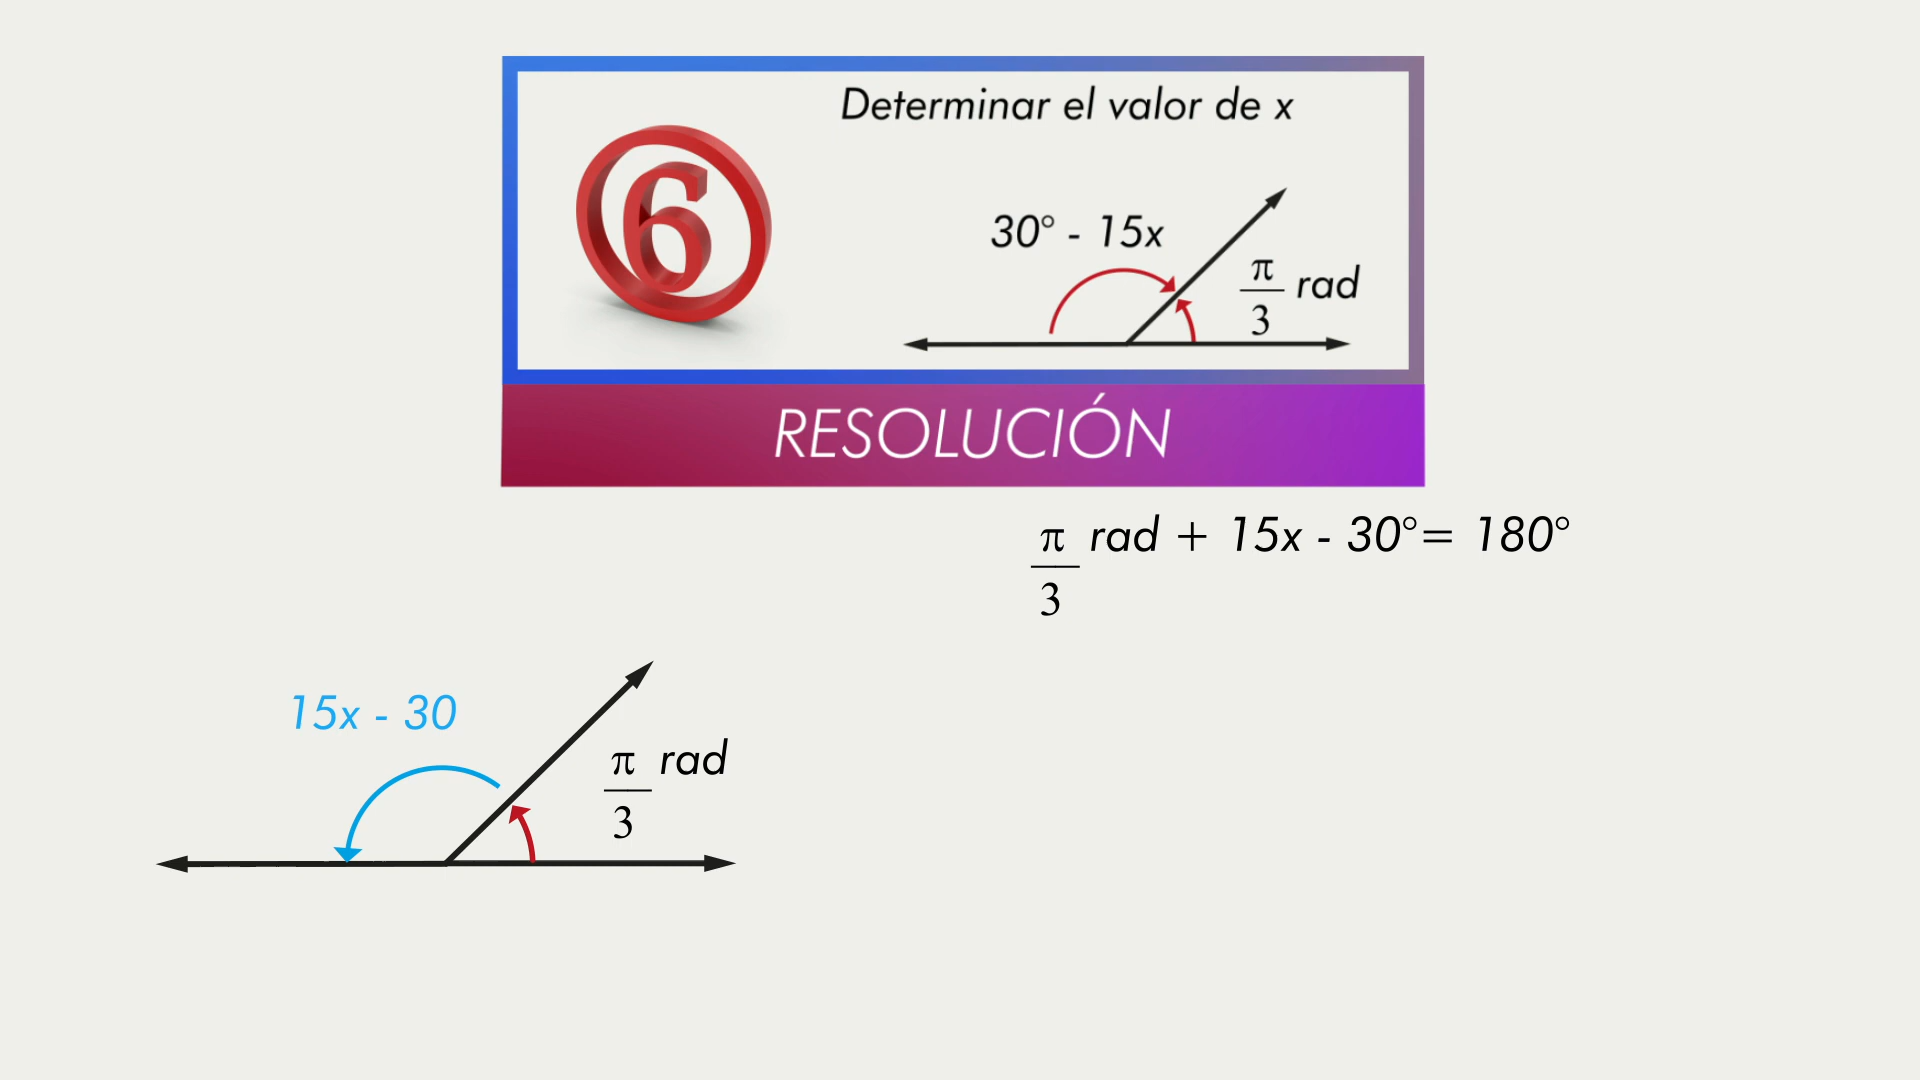 Determinar el valor de x
6
30° - 15x
π
3
rad
RESOLUCIÓN
π
3
rad + 15x - 30°= 180°
15x - 30
π
3
rad